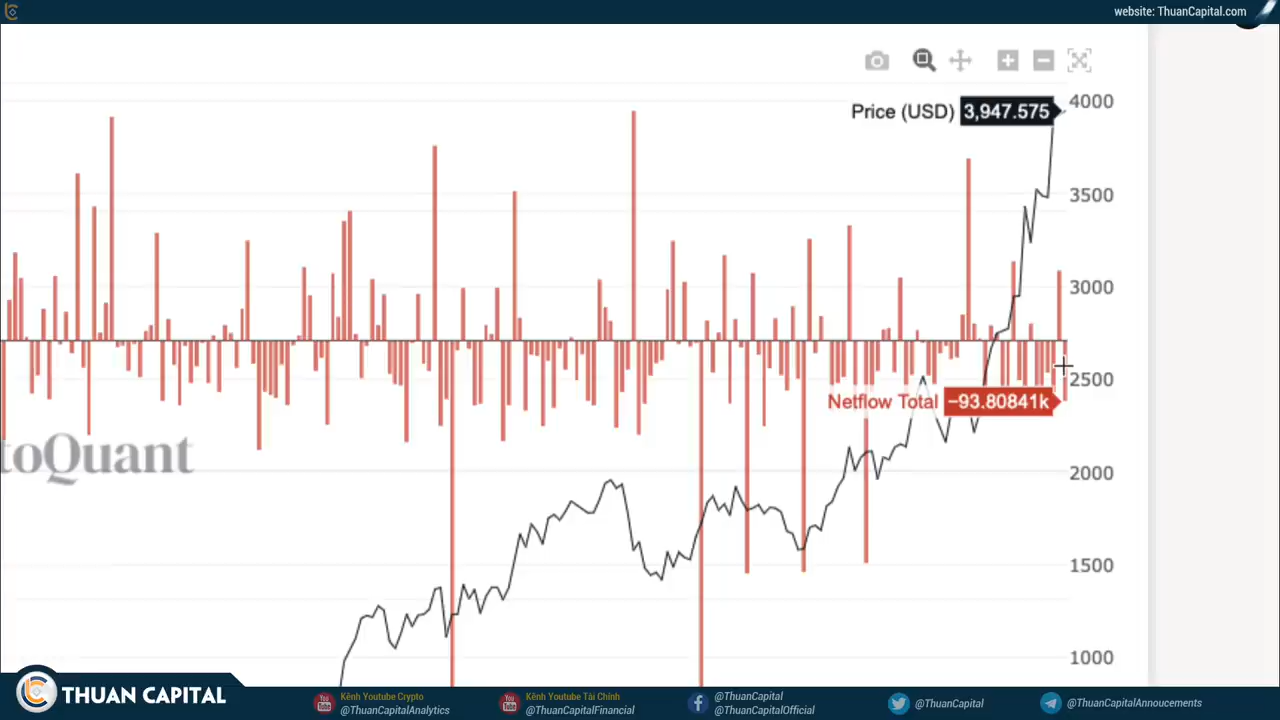 website: ThuanCapital.com
Price (USD) 3,947.575
4000
3500
3000
2500
Netflow Total −93.80841k
2000
1500
1000
toQuant
THUAN CAPITAL
Kênh Youtube Crypto
@ThuanCapitalAnalytics
Kênh Youtube Tài Chính
@ThuanCapitalFinancial
@ThuanCapital
@ThuanCapitalOfficial
@ThuanCapital
@ThuanCapitalAnnoucements